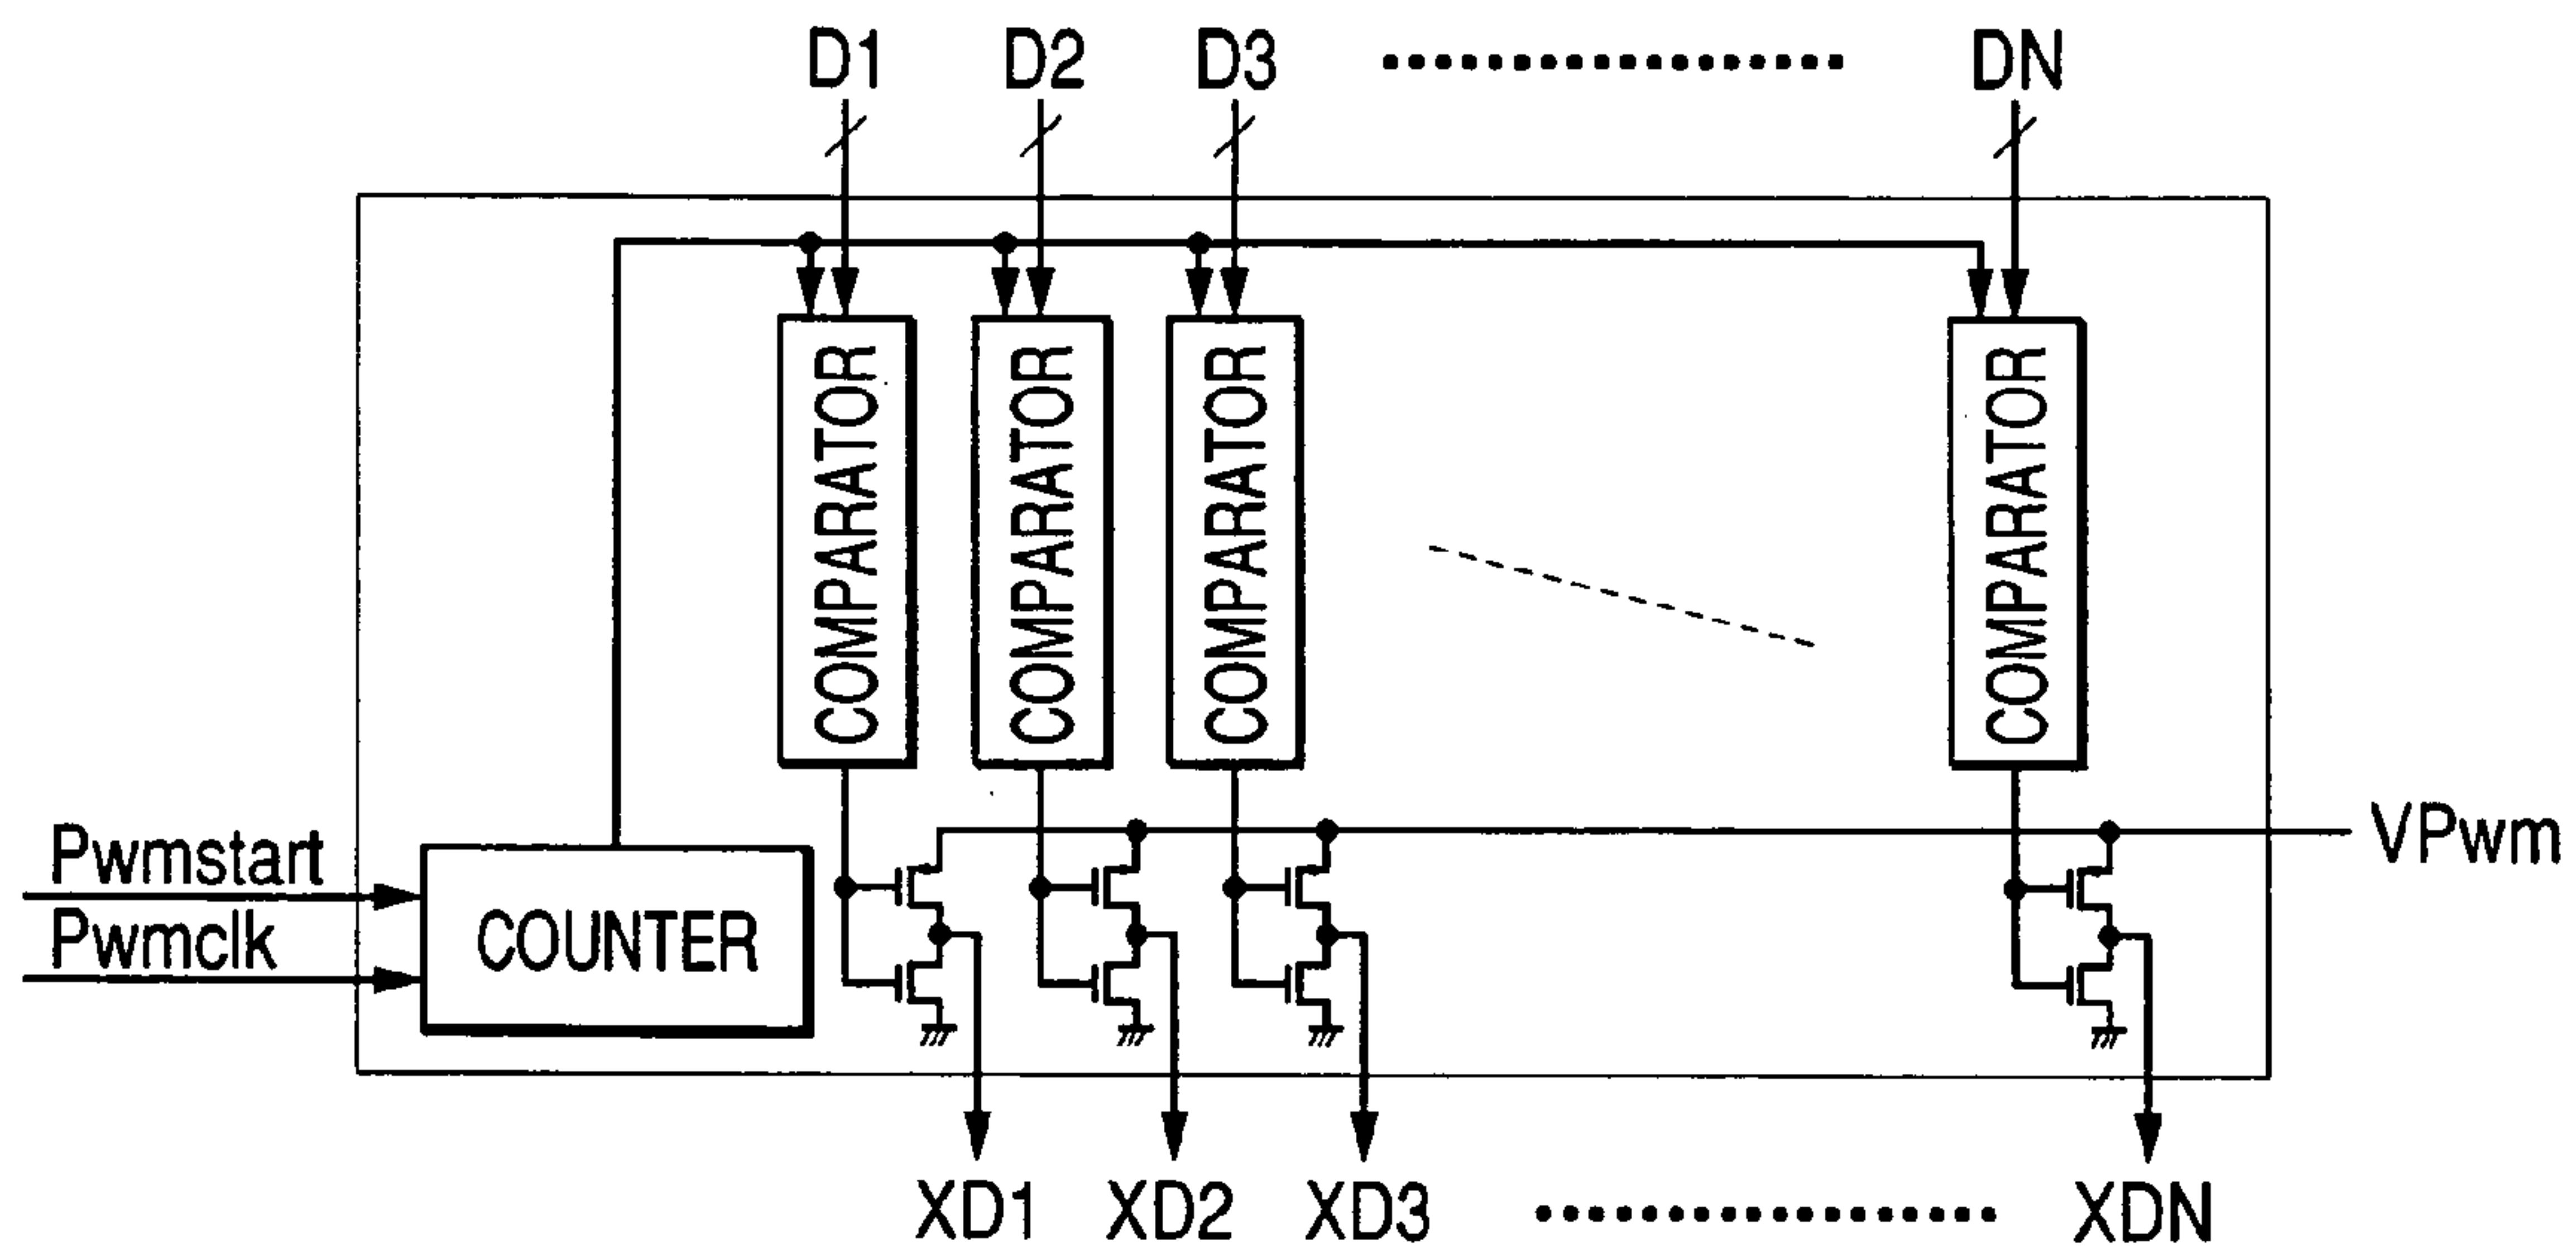 D1 D2 D3 DN
COMPARATOR
COMPARATOR
COMPARATOR
COMPARATOR
VPwm
Pwmstart
Pwmclk
COUNTER
XD1 XD2 XD3 XDN